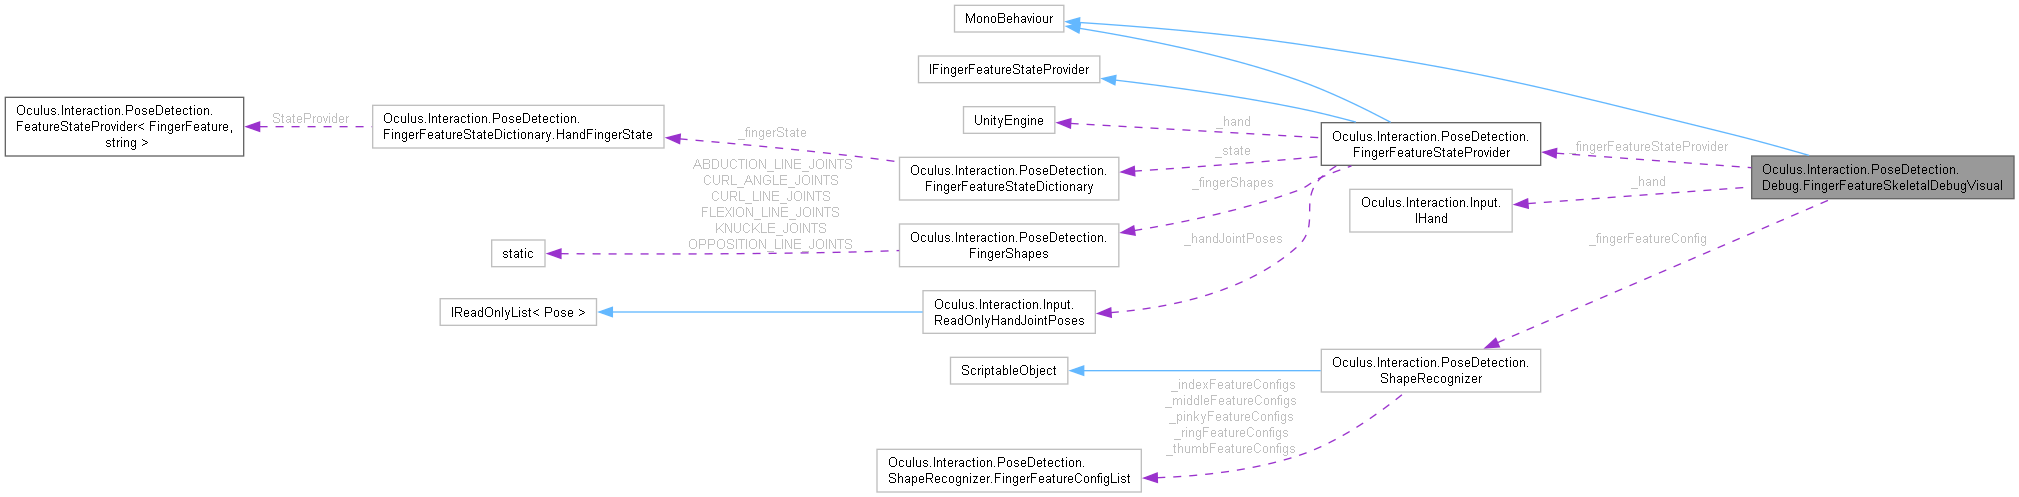 MonoBehaviour
IFingerFeatureStateProvider
UnityEngine
_hand
Oculus.Interaction.PoseDetection.
FingerFeatureStateProvider
fingerFeatureStateProvider
Oculus.Interaction.PoseDetection.
Debug.FingerFeatureSkeletalDebugVisual
Oculus.Interaction.PoseDetection.
FeatureStateProvider< FingerFeature,
string >
StateProvider
Oculus.Interaction.PoseDetection.
FingerFeatureStateDictionary.HandFingerState
_fingerState
Oculus.Interaction.PoseDetection.
FingerFeatureStateDictionary
_state
_fingerShapes
_hand
Oculus.Interaction.Input.
IHand
ABDUCTION_LINE_JOINTS
CURL_ANGLE_JOINTS
CURL_LINE_JOINTS
FLEXION_LINE_JOINTS
KNUCKLE_JOINTS
OPPOSITION_LINE_JOINTS
static
Oculus.Interaction.PoseDetection.
FingerShapes
_handJointPoses
_fingerFeatureConfig
IReadOnlyList< Pose >
Oculus.Interaction.Input.
ReadOnlyHandJointPoses
ScriptableObject
Oculus.Interaction.PoseDetection.
ShapeRecognizer
_indexFeatureConfigs
_middleFeatureConfigs
_pinkyFeatureConfigs
_ringFeatureConfigs
_thumbFeatureConfigs
Oculus.Interaction.PoseDetection.
ShapeRecognizer.FingerFeatureConfigList